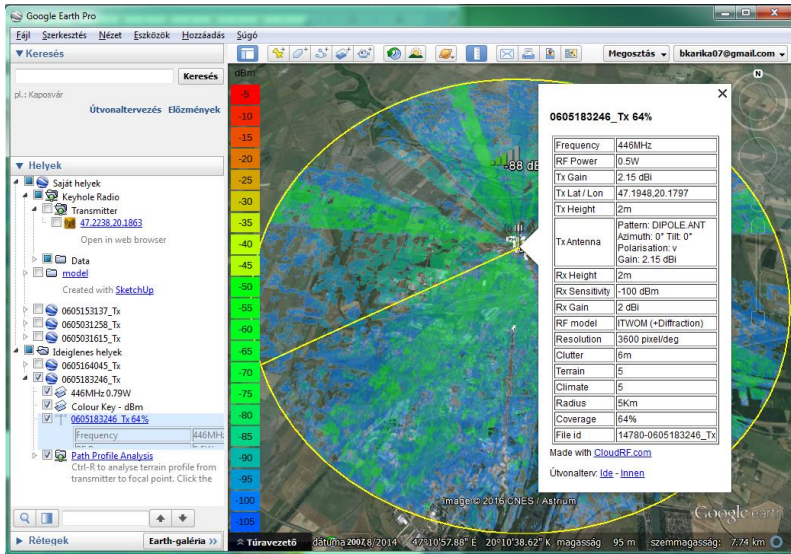 Google Earth Pro
Fájl Szerkesztés Nézet Eszközök Hozzáadás Súgó
Keresés
Keresés
pl.: Kaposvár
Útvonaltervezés Előzmények
Helyek
Saját helyek
Keyhole Radio
Transmitter
47.2238,20.1863
Open in web browser
Data
model
Created with SketchUp
0605153137_Tx
0605031258_Tx
0605031615_Tx
Ideiglenes helyek
0605164045_Tx
0605183246_Tx
446MHz 0.79W
Colour Key - dBm
0605183246_Tx 64%
Frequency 446MHz
Path Profile Analysis
Ctrl-R to analyse terrain profile from
transmitter to focal point. Click the
Rétegek
Earth-galéria >>
Megosztás
bkarika07@gmail.com
dBm
-5
-10
-15
-20
-25
-30
-35
-40
-45
-50
-55
-60
-65
-70
-75
-80
-85
-90
-95
-100
-105
-88 dB
N
0605183246_Tx 64%
Frequency 446MHz
RF Power 0.5W
Tx Gain 2.15 dBi
Tx Lat / Lon 47.1948,20.1797
Tx Height 2m
Tx Antenna Pattern: DIPOLE.ANT
Azimuth: 0° Tilt: 0°
Polarisation: v
Gain: 2.15 dBi
Rx Height 2m
Rx Sensitivity -100 dBm
Rx Gain 2 dBi
RF model ITWOM (+Diffraction)
Resolution 3600 pixel/deg
Clutter 6m
Terrain 5
Climate 5
Radius 5Km
Coverage 64%
File id 14780-0605183246_Tx
Made with CloudRF.com
Útvonalterv: Ide - Innen
Image © 2016 CNES / Astrium
Google earth
Túravezető
dátuma 47°10'57.88" É 20°10'38.62" K magasság 95 m szemmagasság: 7.74 km